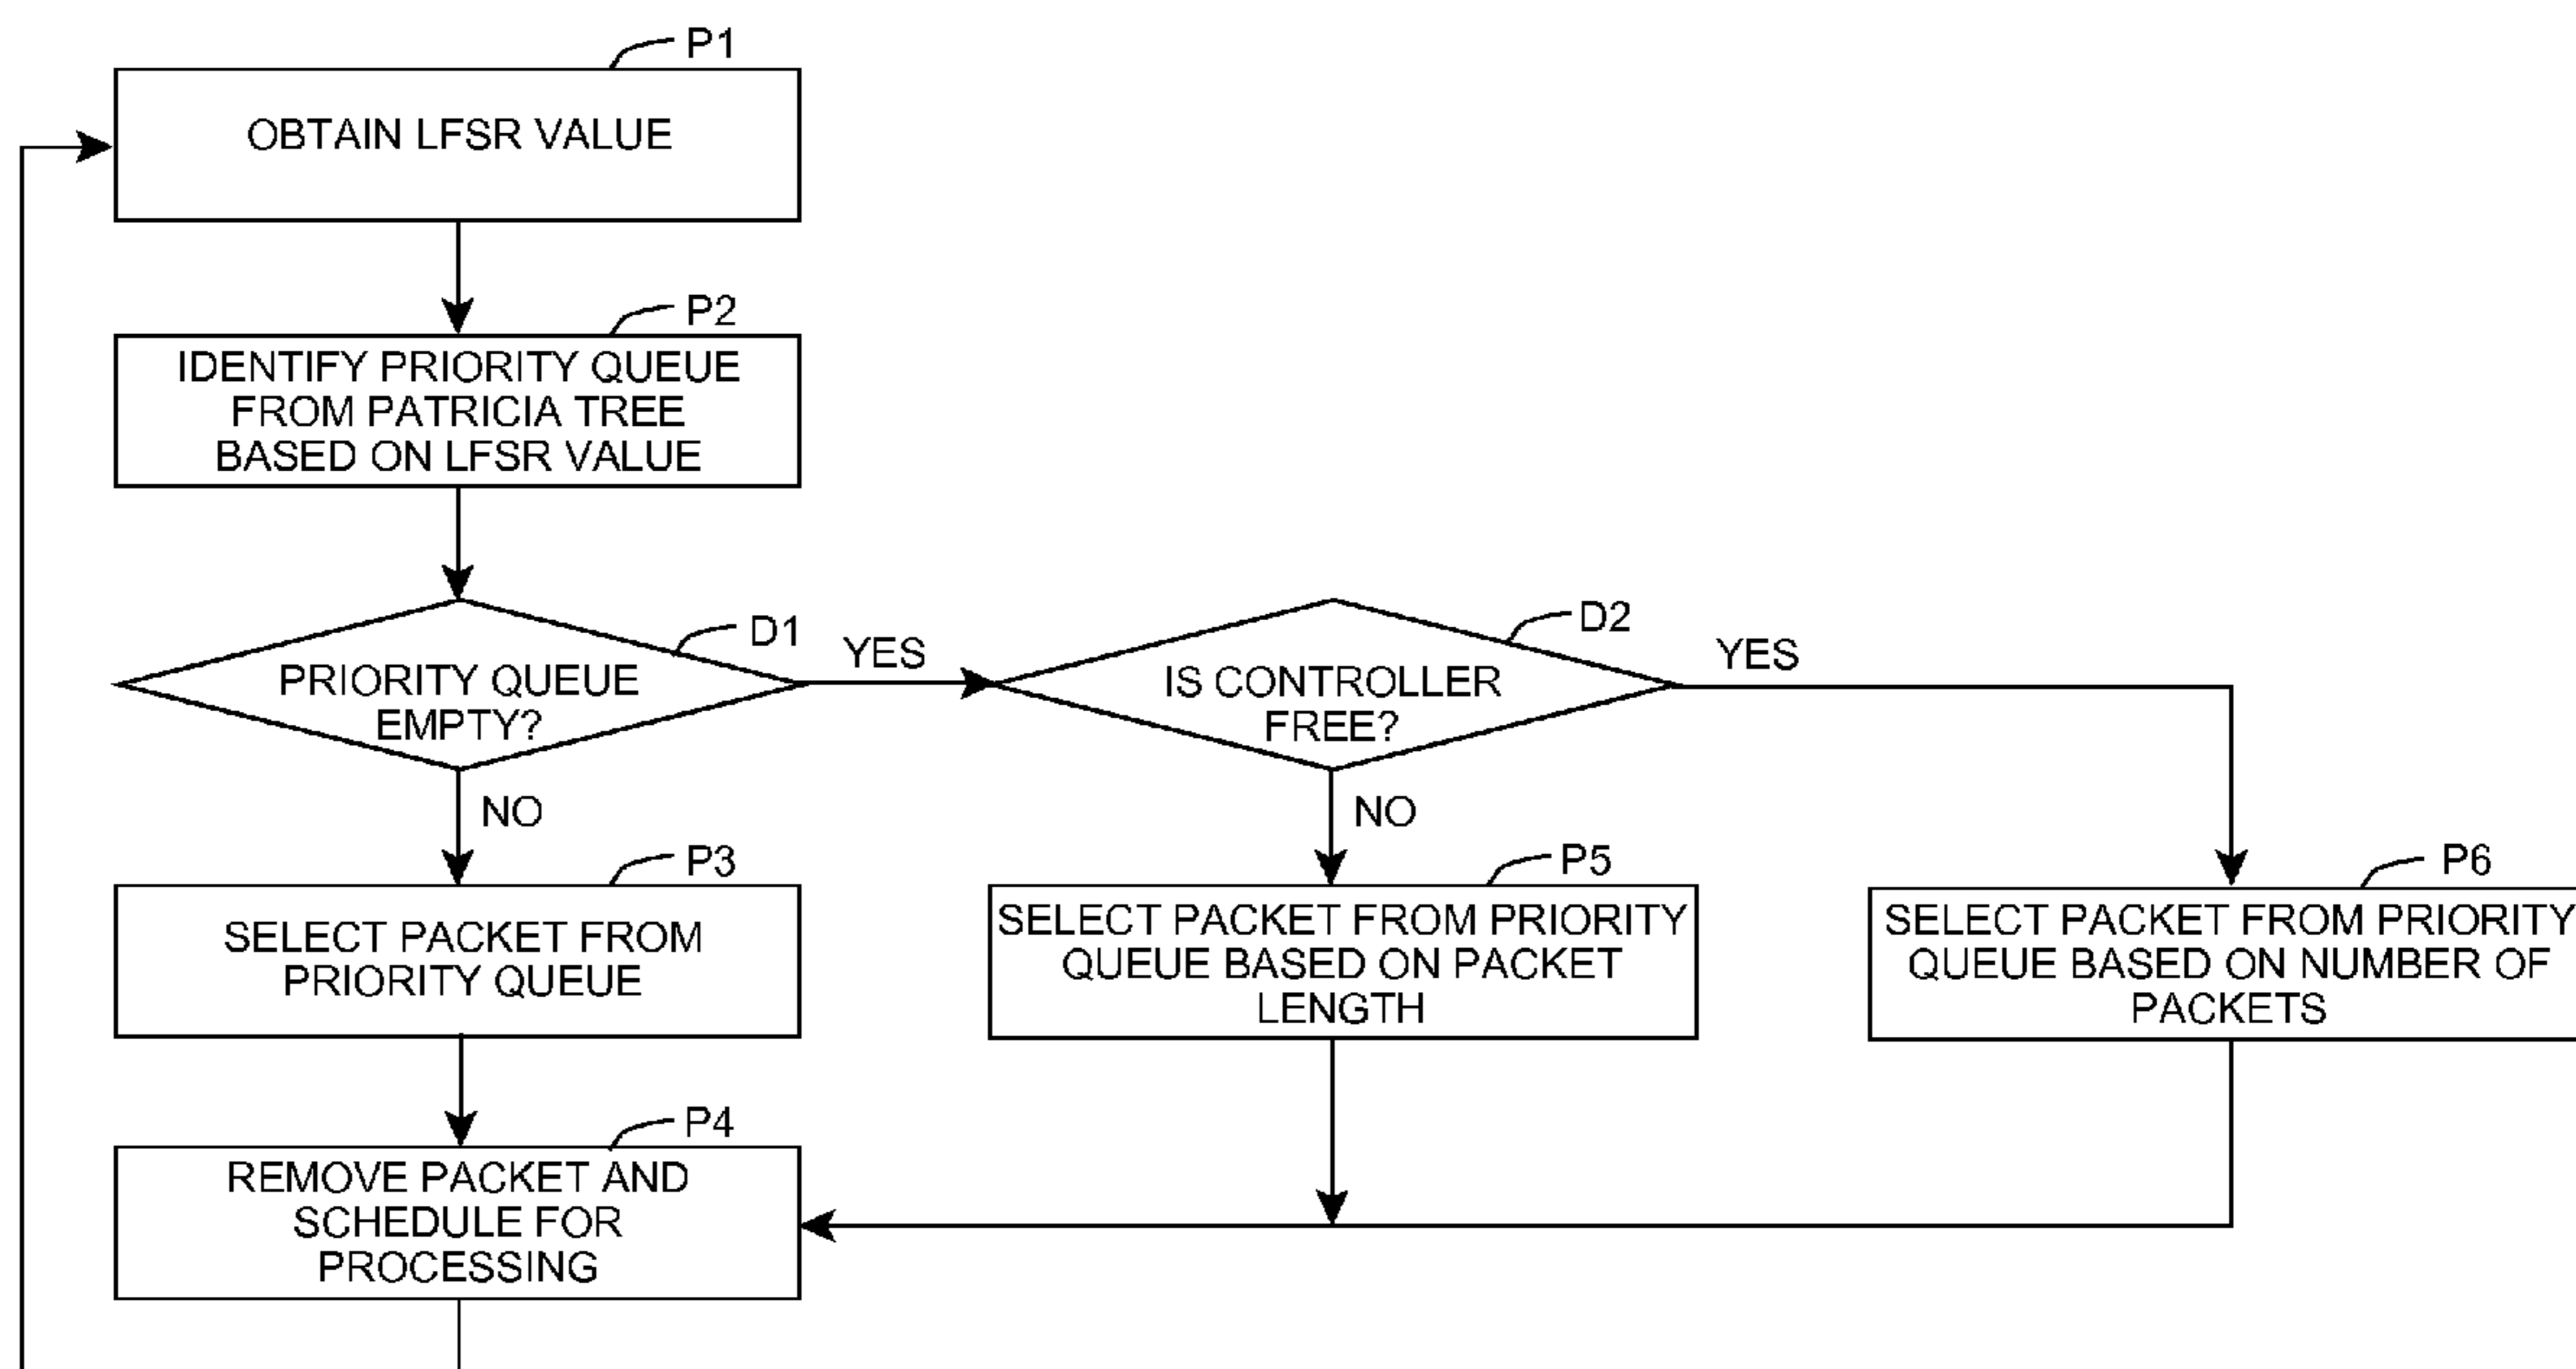 P1
OBTAIN LFSR VALUE
P2
IDENTIFY PRIORITY QUEUE
FROM PATRICIA TREE
BASED ON LFSR VALUE
D1
PRIORITY QUEUE
EMPTY?
YES
D2
IS CONTROLLER
FREE?
YES
NO
NO
P3
SELECT PACKET FROM
PRIORITY QUEUE
P5
SELECT PACKET FROM PRIORITY
QUEUE BASED ON PACKET
LENGTH
P6
SELECT PACKET FROM PRIORITY
QUEUE BASED ON NUMBER OF
PACKETS
P4
REMOVE PACKET AND
SCHEDULE FOR
PROCESSING